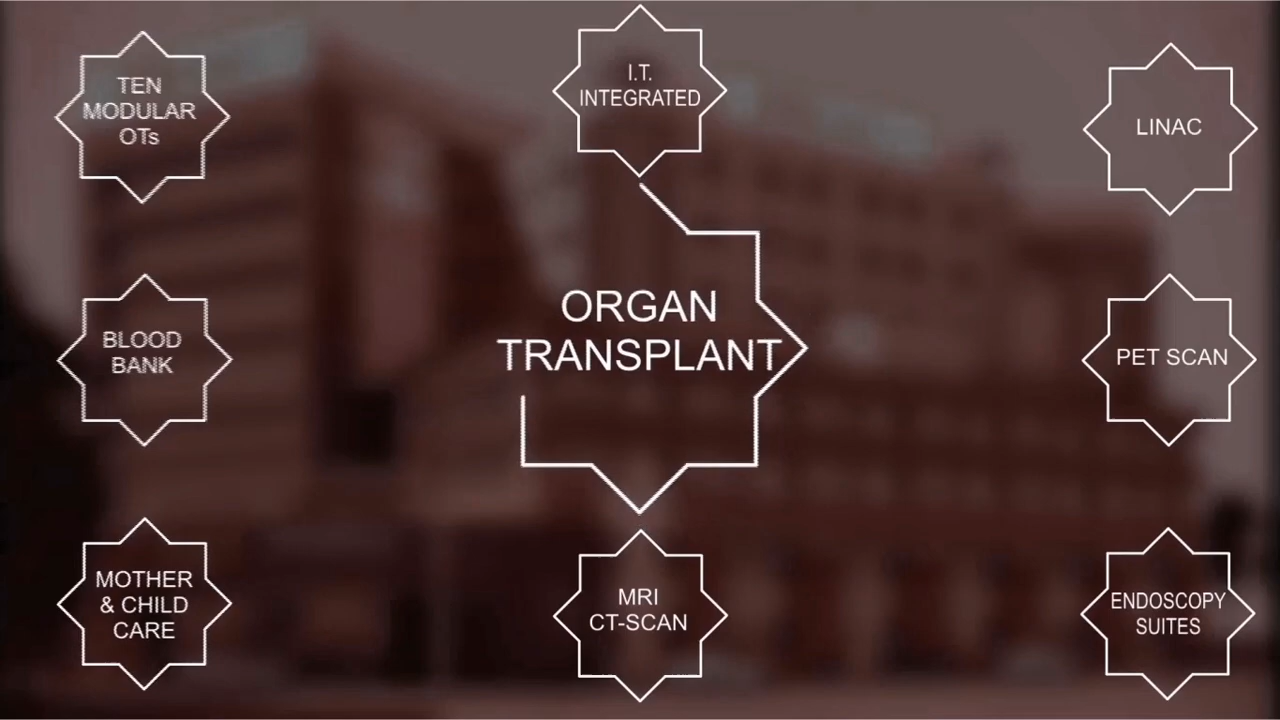 TEN
MODULAR
OTs
I.T.
INTEGRATED
LINAC
BLOOD
BANK
ORGAN
TRANSPLANT
PET SCAN
MOTHER
& CHILD
CARE
MRI
CT-SCAN
ENDOSCOPY
SUITES